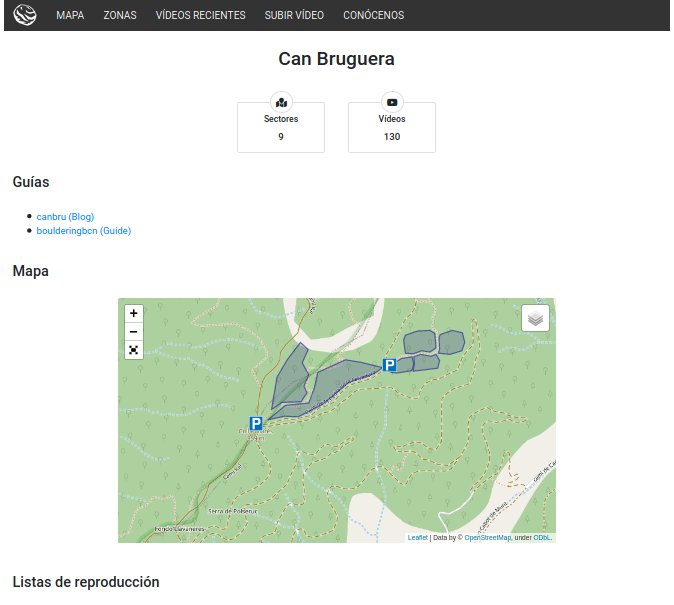 MAPA ZONAS VÍDEOS RECIENTES SUBIR VÍDEO CONÓCENOS
Can Bruguera
Sectores
9
Vídeos
130
Guías
canbru (Blog)
boulderingbcn (Guide)
Mapa
+
−
P
P
Serra de Polseruc
Leaflet | Data by © OpenStreetMap, under ODbL.
Listas de reproducción